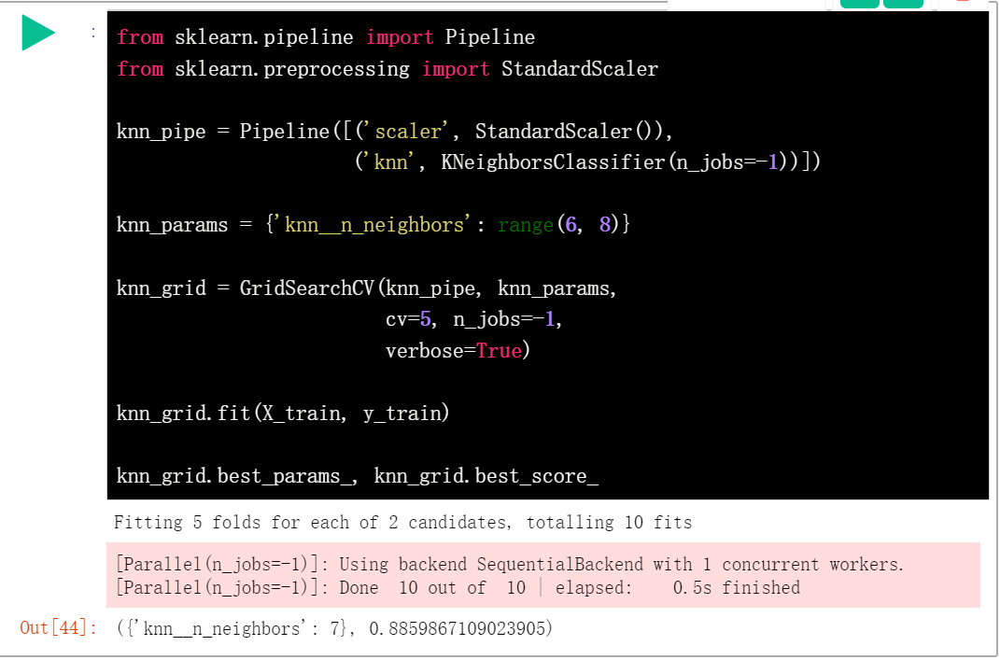 :
from sklearn.pipeline import Pipeline
from sklearn.preprocessing import StandardScaler
knn_pipe = Pipeline([('scaler', StandardScaler()),
('knn', KNeighborsClassifier(n_jobs=-1))])
knn_params = {'knn__n_neighbors': range(6, 8)}
knn_grid = GridSearchCV(knn_pipe, knn_params,
cv=5, n_jobs=-1,
verbose=True)
knn_grid.fit(X_train, y_train)
knn_grid.best_params_, knn_grid.best_score_
Fitting 5 folds for each of 2 candidates, totalling 10 fits
[Parallel(n_jobs=-1)]: Using backend SequentialBackend with 1 concurrent workers.
[Parallel(n_jobs=-1)]: Done  10 out of  10 | elapsed:    0.5s finished
Out[44]: ({'knn__n_neighbors': 7}, 0.8859867109023905)